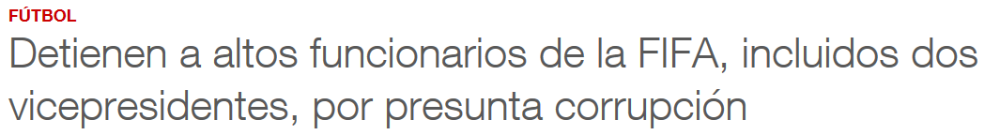 FÚTBOL
Detienen a altos funcionarios de la FIFA, incluidos dos
vicepresidentes, por presunta corrupción